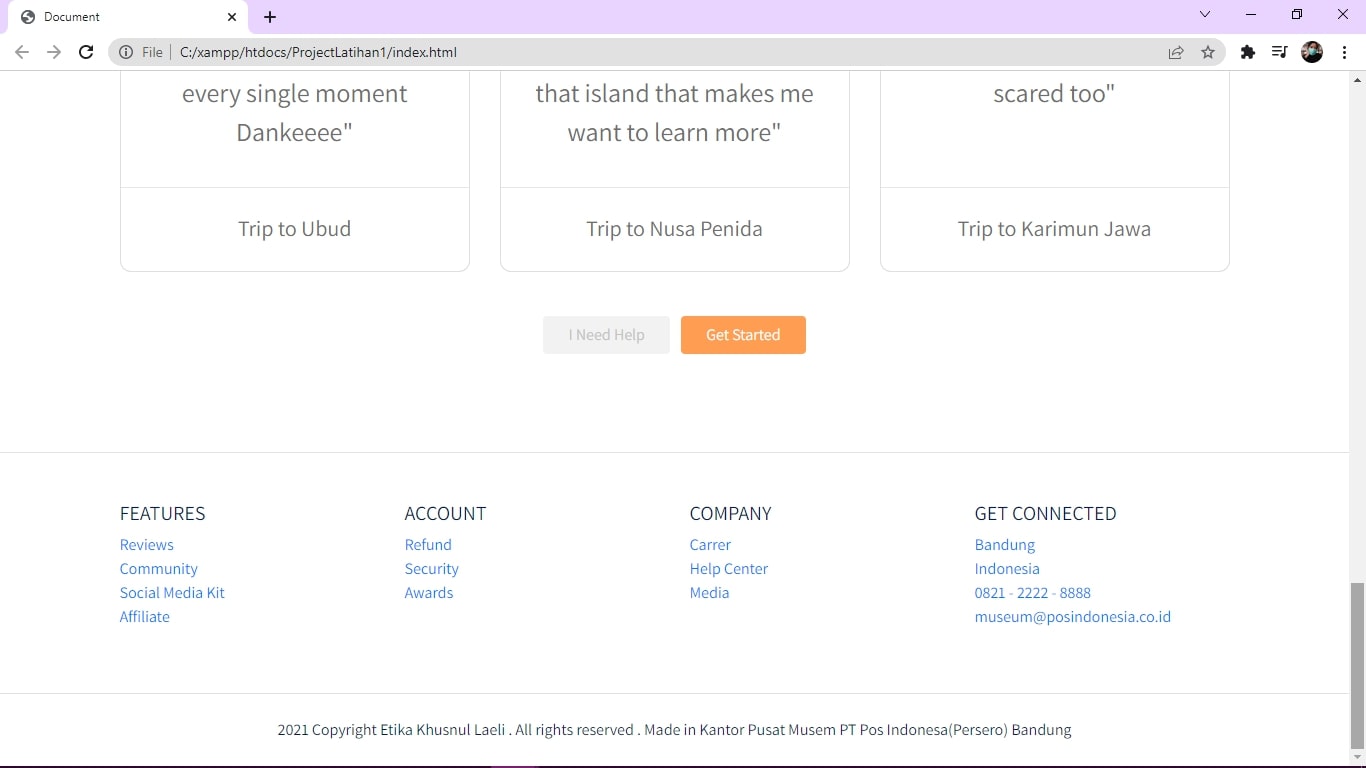 Document
File
C:/xampp/htdocs/ProjectLatihan1/index.html
every single moment
Dankeeee"
that island that makes me
want to learn more"
scared too"
Trip to Ubud
Trip to Nusa Penida
Trip to Karimun Jawa
I Need Help
Get Started
FEATURES
Reviews
Community
Social Media Kit
Affiliate
ACCOUNT
Refund
Security
Awards
COMPANY
Carrer
Help Center
Media
GET CONNECTED
Bandung
Indonesia
0821 - 2222 - 8888
museum@posindonesia.co.id
2021 Copyright Etika Khusnul Laeli . All rights reserved . Made in Kantor Pusat Musem PT Pos Indonesa(Persero) Bandung